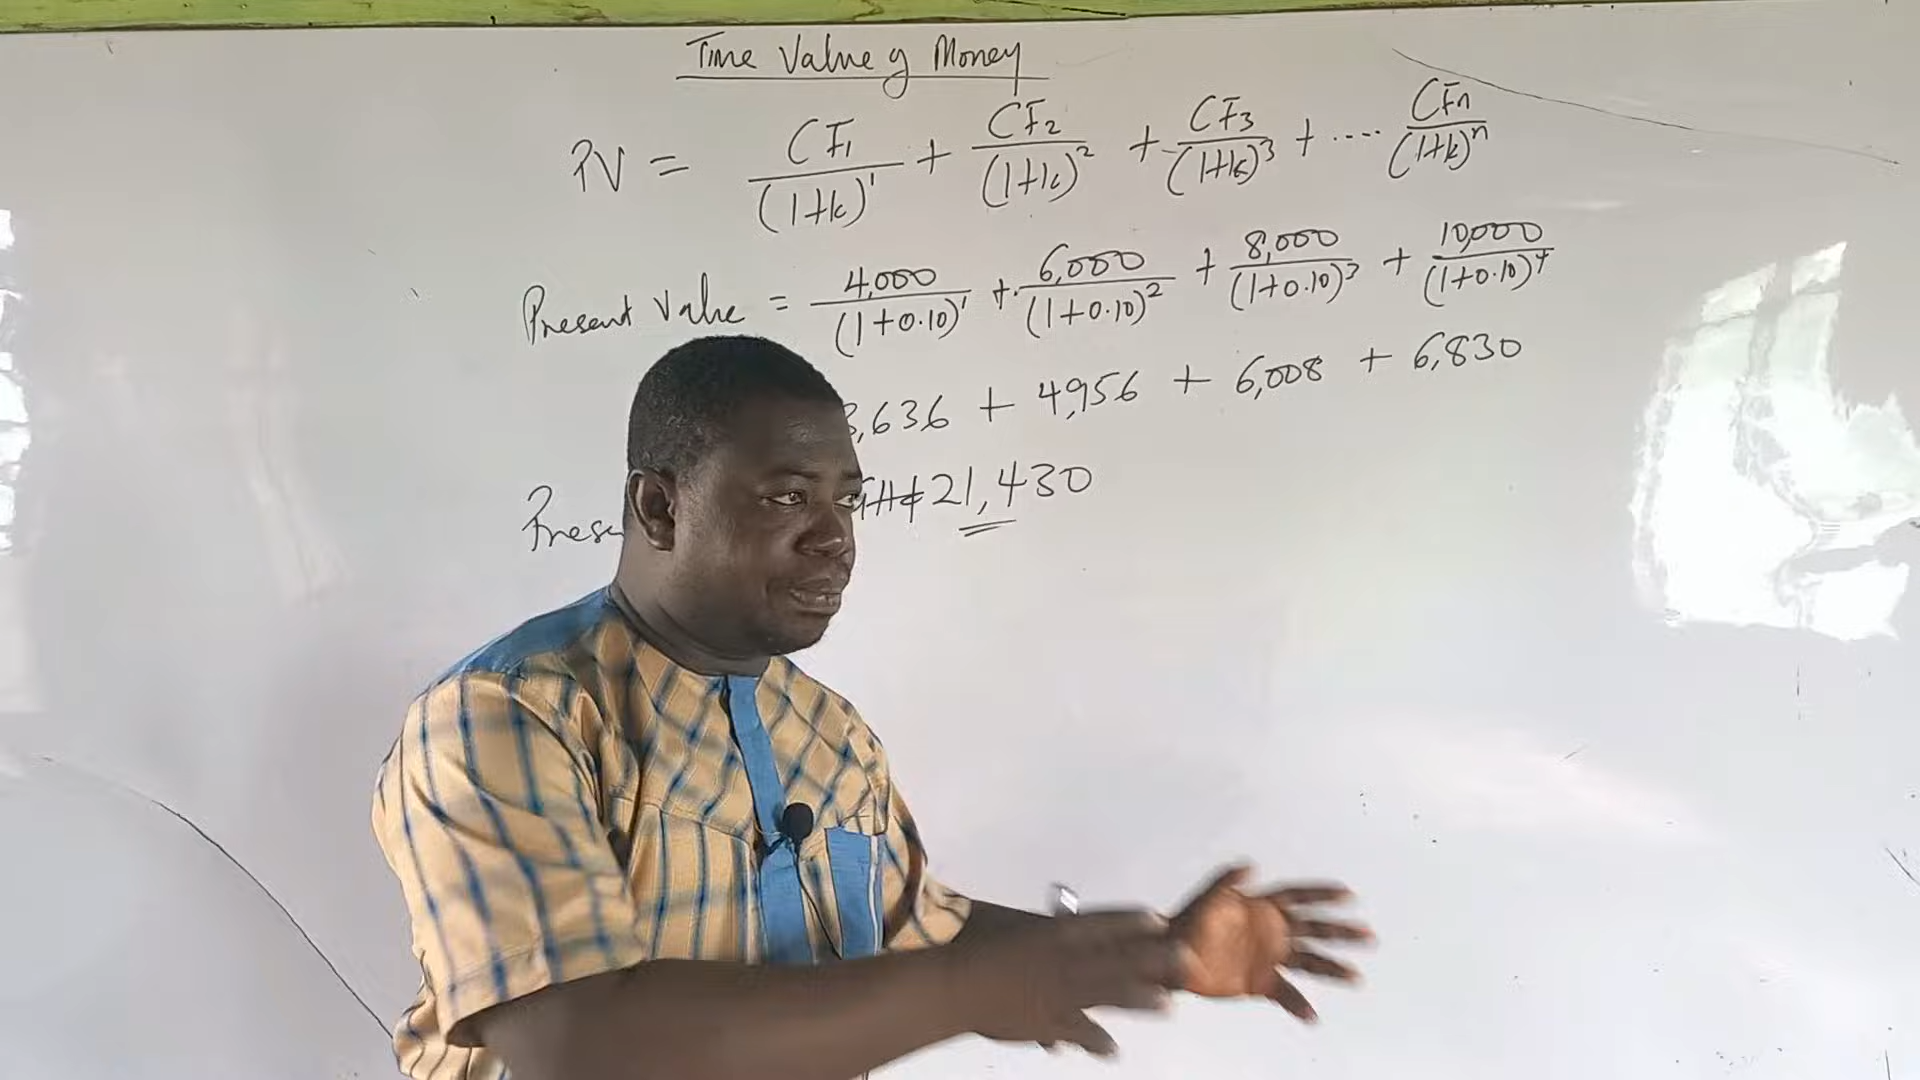 Time Value of Money
PV = CF₁/(1+k)¹ + CF₂/(1+k)² + CF₃/(1+k)³ + .... CFn/(1+k)ⁿ
Present Value = 4,000/(1+0.10)¹ + 6,000/(1+0.10)² + 8,000/(1+0.10)³ + 10,000/(1+0.10)⁴
3,636 + 4,956 + 6,008 + 6,830
GH¢ 21,430